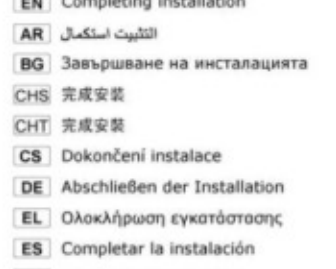 EN Completing installation
AR التثبيت استكمال
BG Завършване на инсталацията
CHS 完成安装
CHT 完成安裝
CS Dokončení instalace
DE Abschließen der Installation
EL Ολοκλήρωση εγκατάστασης
ES Completar la instalación